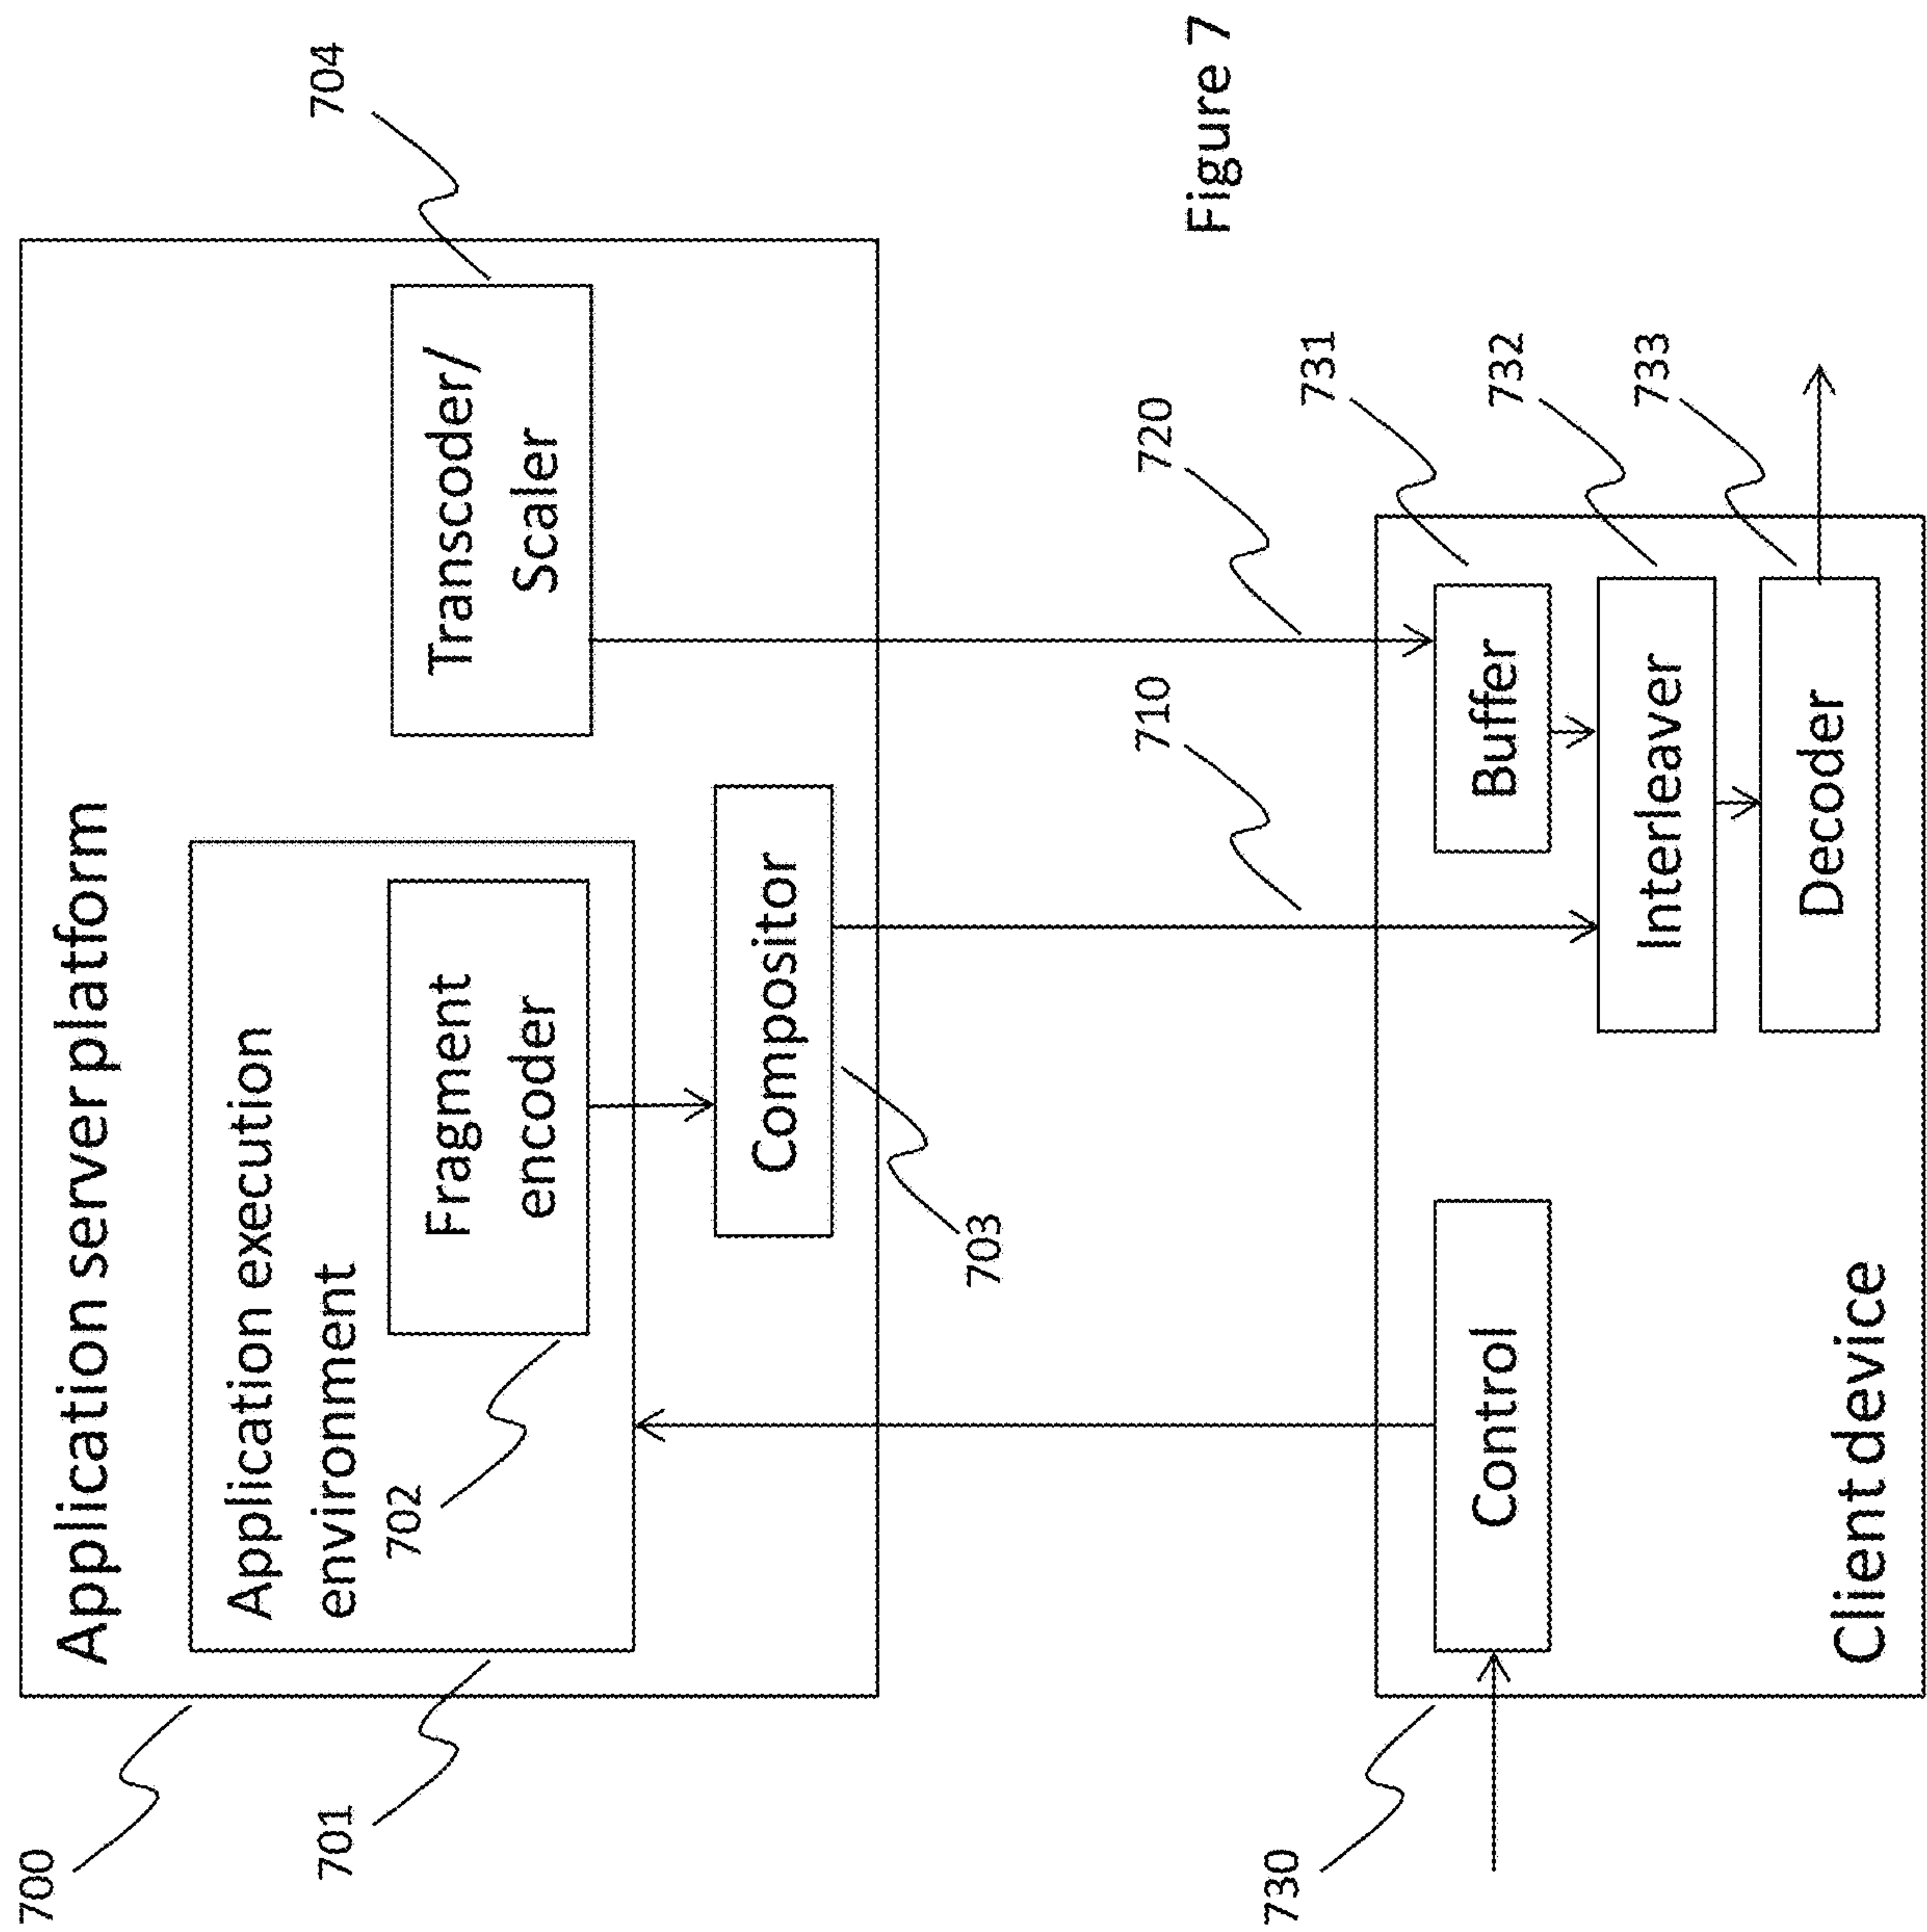 700
Application server platform
701
Application execution
environment
702
Fragment
encoder
Transcoder/
Scaler
704
Compositor
703
710
720
730
Control
Buffer
731
Interleaver
732
Decoder
733
Client device
Figure 7